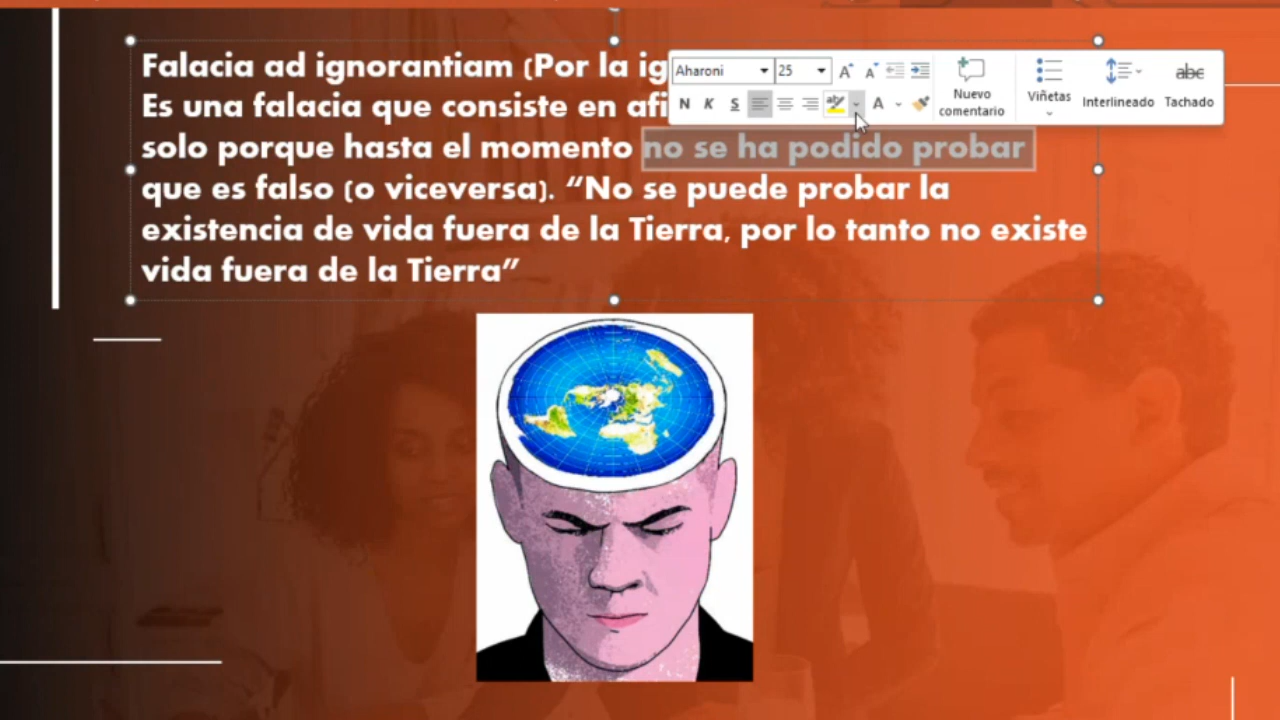 Falacia ad ignorantiam (Por la ig
Es una falacia que consiste en afi
solo porque hasta el momento no se ha podido probar
que es falso (o viceversa). “No se puede probar la
existencia de vida fuera de la Tierra, por lo tanto no existe
vida fuera de la Tierra”
Aharoni 25
N K S A
Nuevo comentario
Viñetas
Interlineado
abc
Tachado